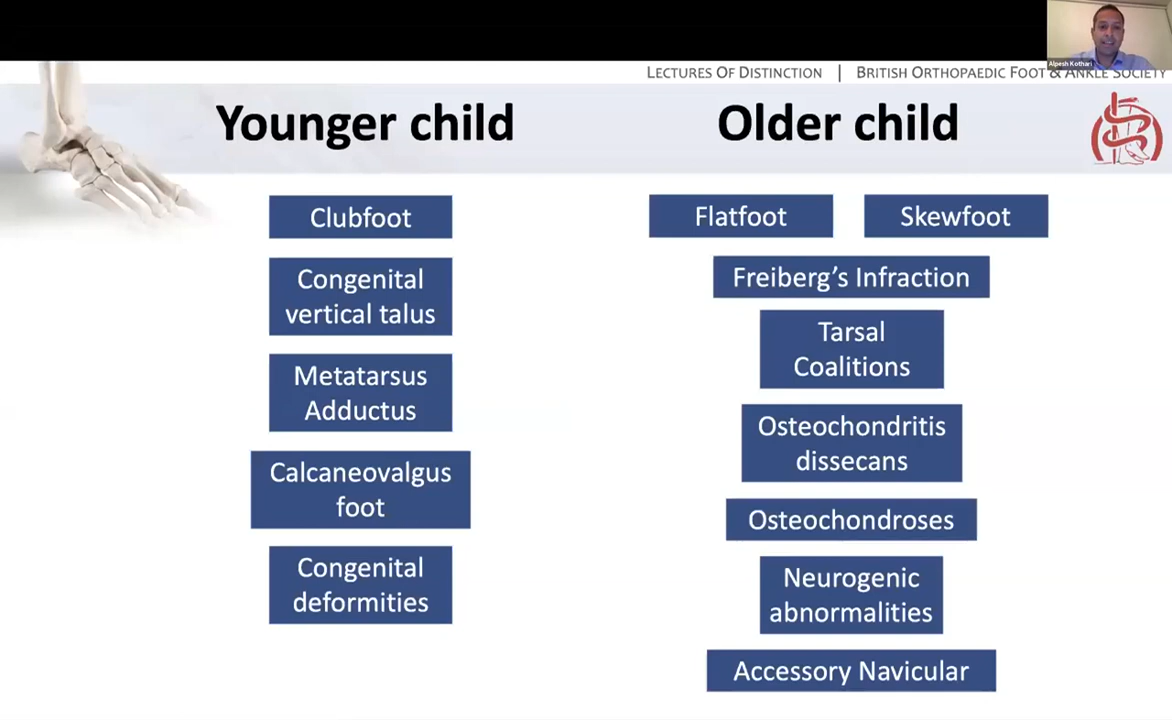 Alpesh Kothari
LECTURES OF DISTINCTION | BRITISH ORTHOPAEDIC FOOT & ANKLE SOCIETY
Younger child
Older child
Clubfoot
Congenital
vertical talus
Metatarsus
Adductus
Calcaneovalgus
foot
Congenital
deformities
Flatfoot
Skewfoot
Freiberg’s Infraction
Tarsal
Coalitions
Osteochondritis
dissecans
Osteochondroses
Neurogenic
abnormalities
Accessory Navicular